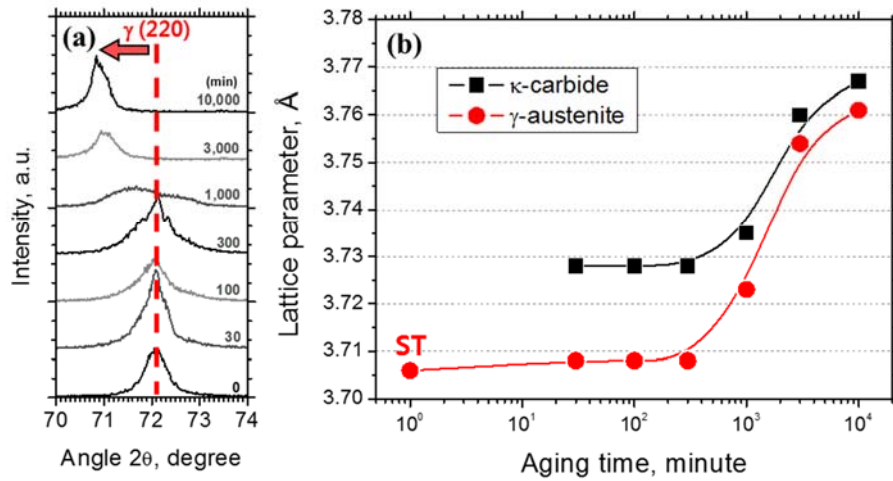 (a)
γ (220)
(min)
10,000
3,000
1,000
300
100
30
0
Intensity, a.u.
70 71 72 73 74
Angle 2θ, degree
(b)
κ-carbide
γ-austenite
ST
Lattice parameter, Å
3.78
3.77
3.76
3.75
3.74
3.73
3.72
3.71
3.70
10⁰ 10¹ 10² 10³ 10⁴
Aging time, minute